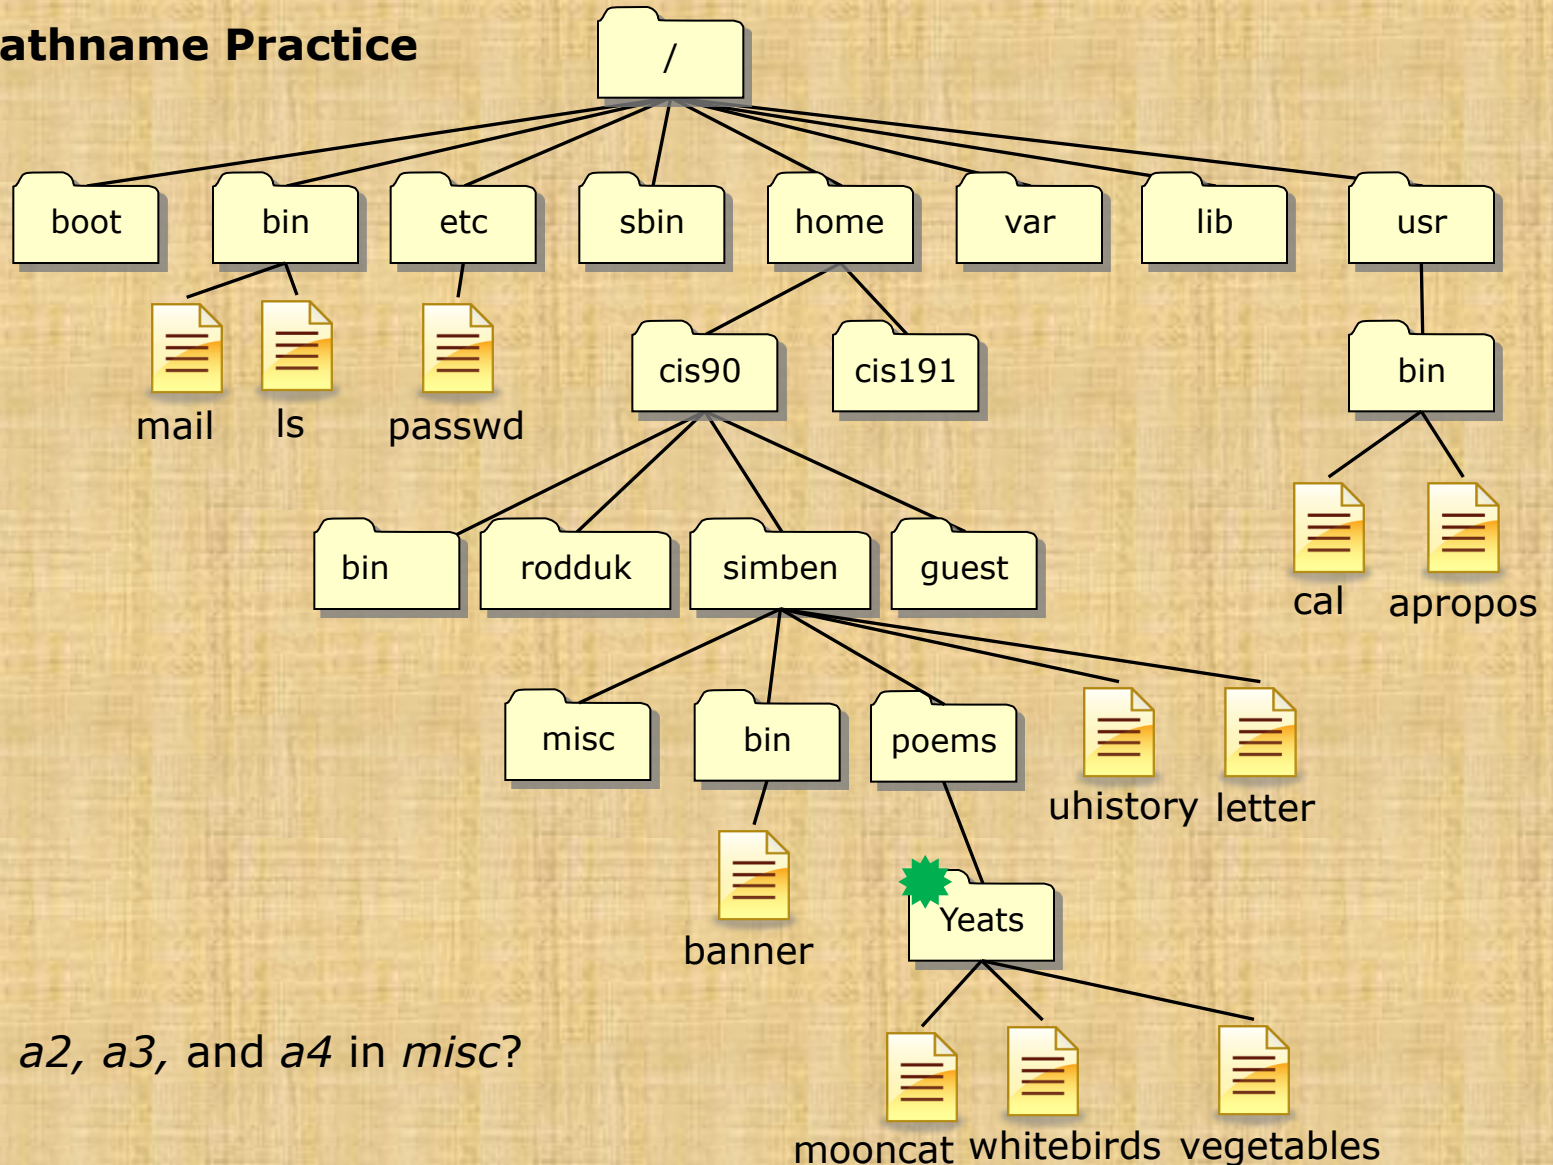 athname Practice
/
boot bin etc sbin home var lib usr
mail ls passwd
cis90 cis191 bin
cal apropos
bin rodduk simben guest
misc bin poems
uhistory letter
banner
Yeats
a2, a3, and a4 in misc?
mooncat whitebirds vegetables